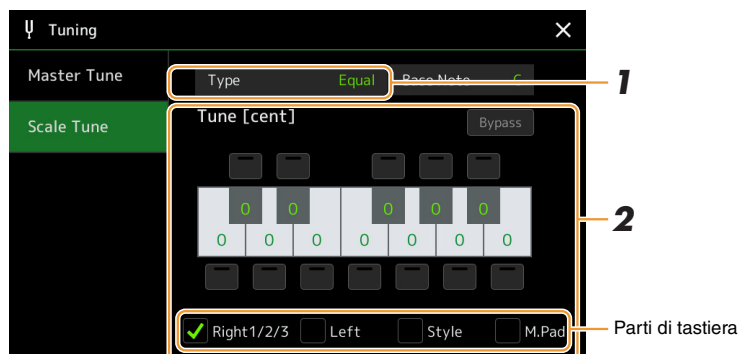 Tuning
Master Tune
Type Equal Base Note C
1
Scale Tune
Tune [cent]
Bypass
0 0 0 0 0
0 0 0 0 0 0 0
2
Right1/2/3 Left Style M.Pad
Parti di tastiera